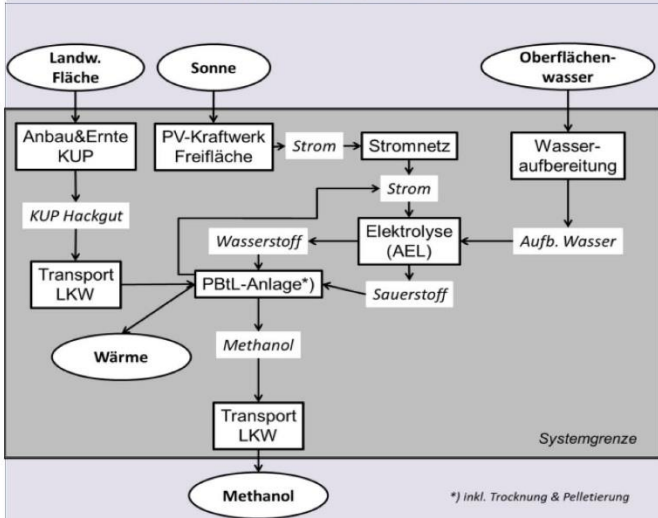 Landw.
Fläche
Sonne
Oberflächen-
wasser
Anbau&Ernte
KUP
PV-Kraftwerk
Freifläche
Strom
Stromnetz
Wasser-
aufbereitung
KUP Hackgut
Strom
Wasserstoff
Elektrolyse
(AEL)
Aufb. Wasser
Transport
LKW
PBtL-Anlage*)
Sauerstoff
Wärme
Methanol
Transport
LKW
Systemgrenze
Methanol
*) inkl. Trocknung & Pelletierung